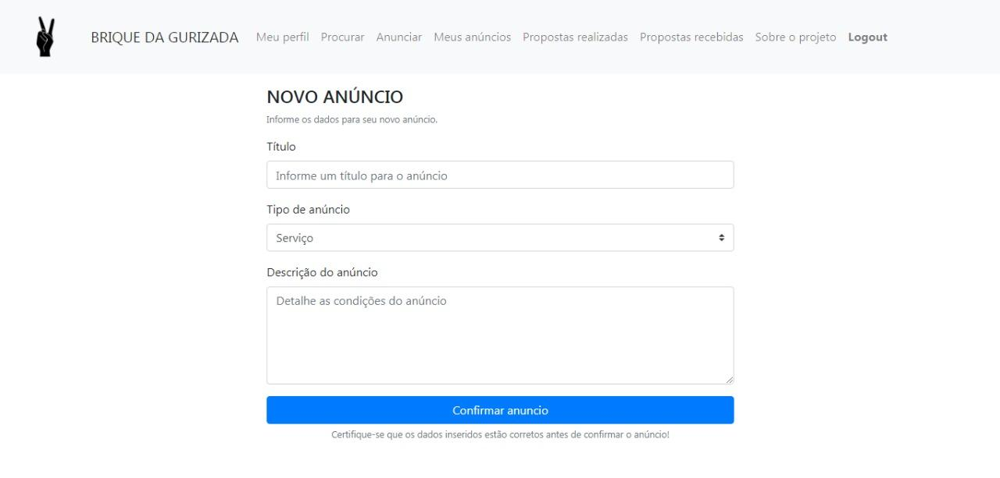 BRIQUE DA GURIZADA Meu perfil Procurar Anunciar Meus anúncios Propostas realizadas Propostas recebidas Sobre o projeto Logout
NOVO ANÚNCIO
Informe os dados para seu novo anúncio.
Título
Informe um título para o anúncio
Tipo de anúncio
Serviço
Descrição do anúncio
Detalhe as condições do anúncio
Confirmar anuncio
Certifique-se que os dados inseridos estão corretos antes de confirmar o anúncio!